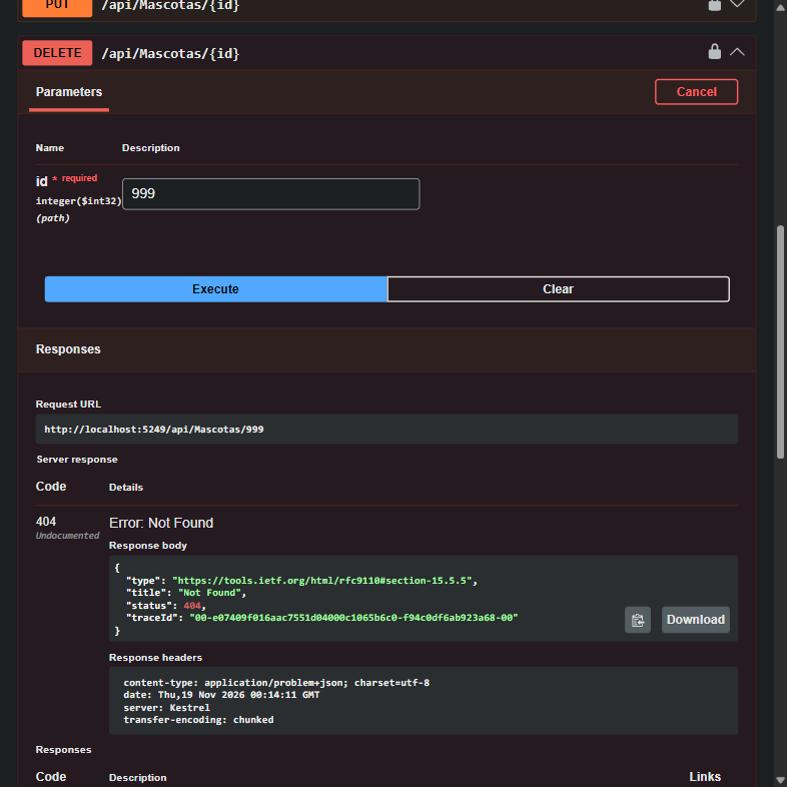 PUT /api/Mascotas/{id}
DELETE /api/Mascotas/{id}
Parameters
Cancel
Name Description
id * required
integer($int32)
(path)
999
Execute
Clear
Responses
Request URL
http://localhost:5249/api/Mascotas/999
Server response
Code Details
404
Undocumented
Error: Not Found
Response body
{
  "type": "https://tools.ietf.org/html/rfc9110#section-15.5.5",
  "title": "Not Found",
  "status": 404,
  "traceId": "00-e07409f016aac7551d04000c1065b6c0-f94c0df6ab923a68-00"
}
Download
Response headers
content-type: application/problem+json; charset=utf-8
date: Thu,19 Nov 2026 00:14:11 GMT
server: Kestrel
transfer-encoding: chunked
Responses
Code Description Links